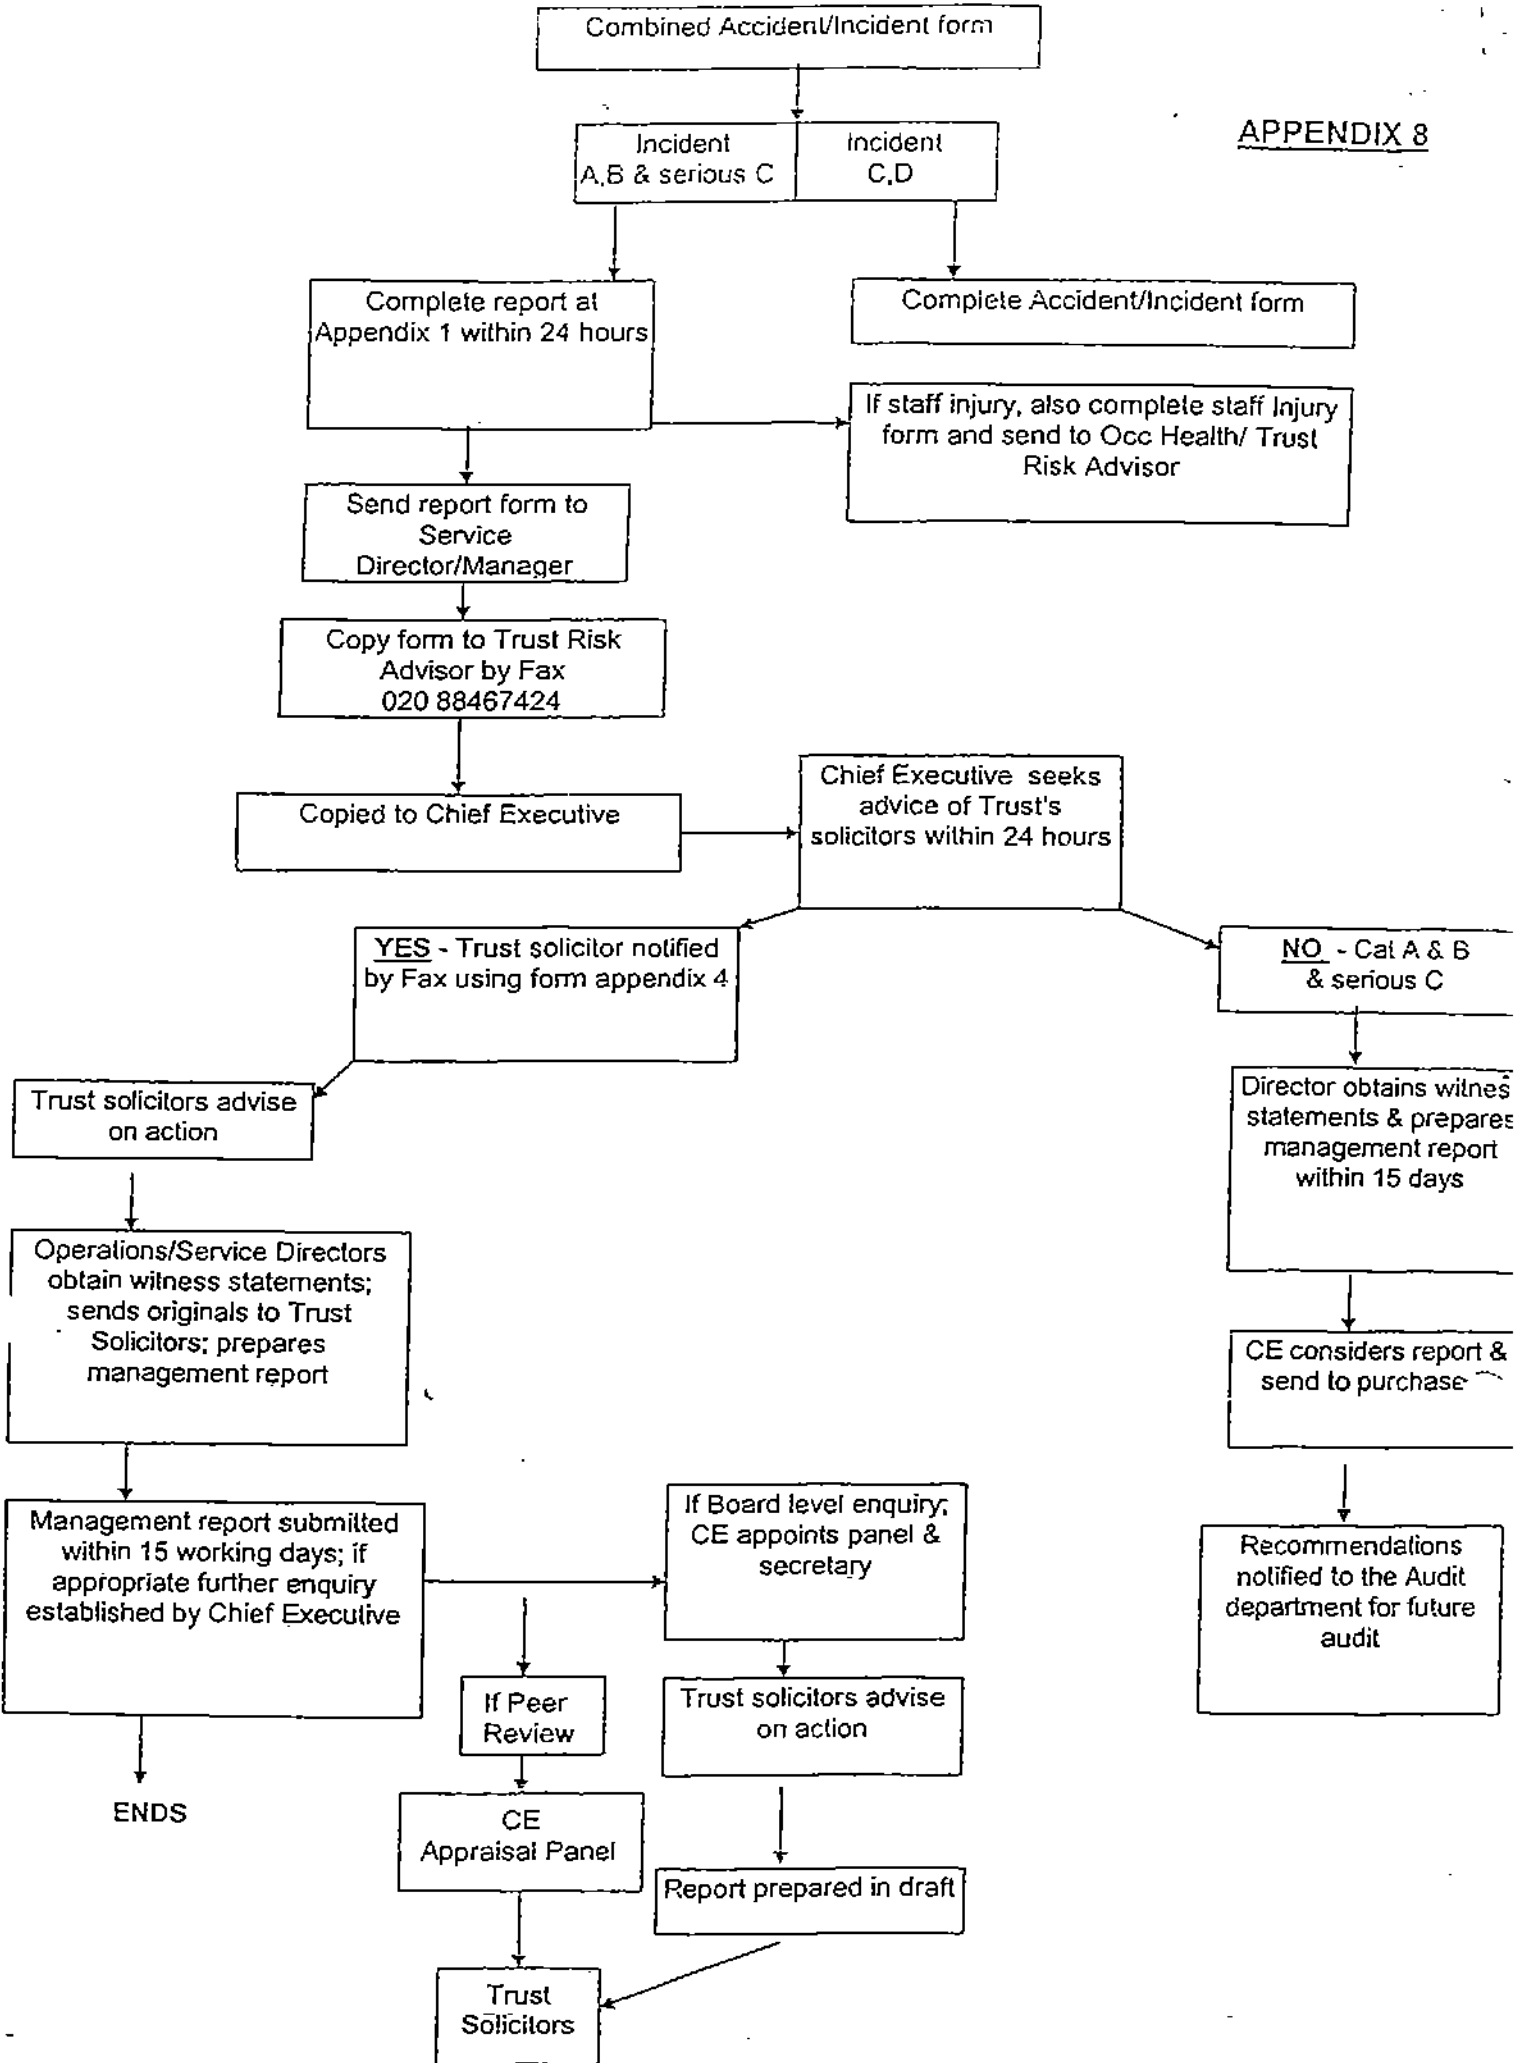 Combined Accident/Incident form
APPENDIX 8
Incident
A,B & serious C
Incident
C,D
Complete report at
Appendix 1 within 24 hours
Complete Accident/Incident form
If staff injury, also complete staff Injury
form and send to Occ Health/ Trust
Risk Advisor
Send report form to
Service
Director/Manager
Copy form to Trust Risk
Advisor by Fax
020 88467424
Copied to Chief Executive
Chief Executive seeks
advice of Trust's
solicitors within 24 hours
YES - Trust solicitor notified
by Fax using form appendix 4
NO - Cat A & B
& serious C
Trust solicitors advise
on action
Director obtains witnes
statements & prepares
management report
within 15 days
Operations/Service Directors
obtain witness statements;
sends originals to Trust
Solicitors; prepares
management report
CE considers report &
send to purchase
Management report submitted
within 15 working days; if
appropriate further enquiry
established by Chief Executive
If Board level enquiry;
CE appoints panel &
secretary
Recommendations
notified to the Audit
department for future
audit
If Peer
Review
Trust solicitors advise
on action
ENDS
CE
Appraisal Panel
Report prepared in draft
Trust
Solicitors